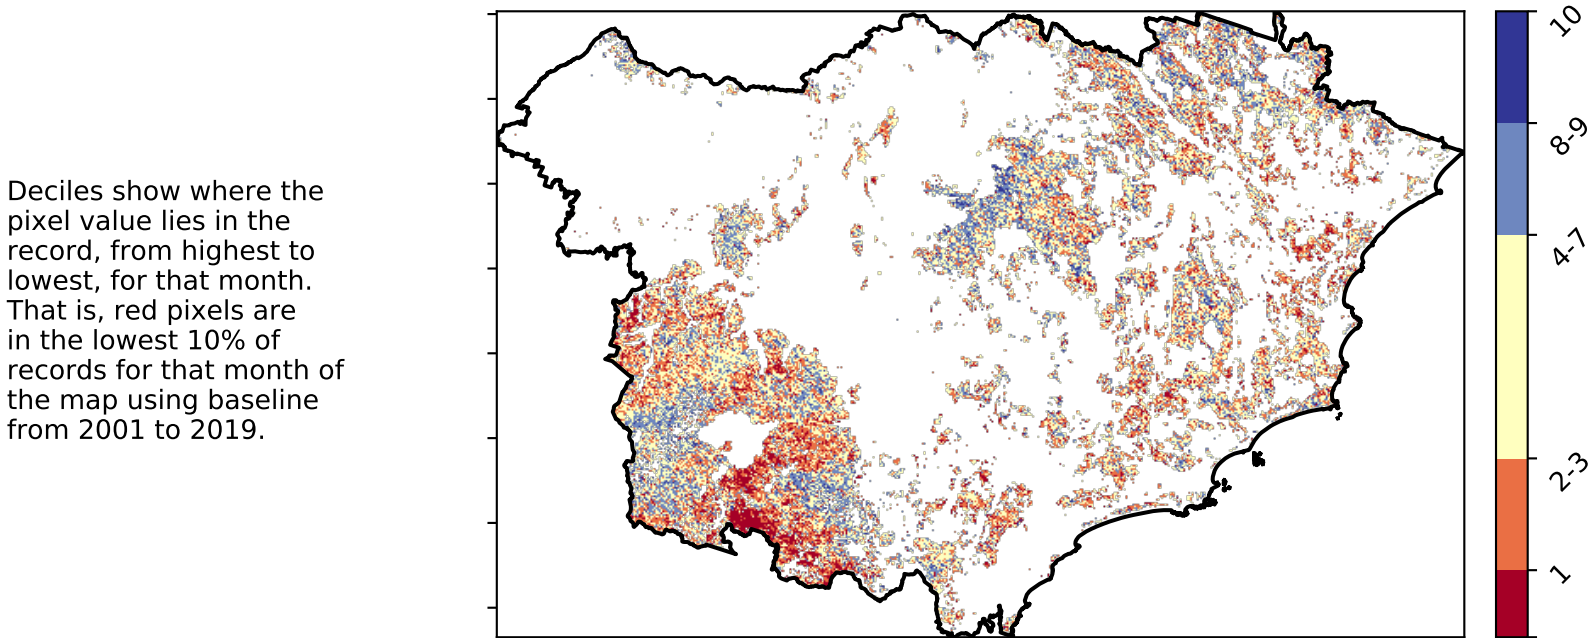 Deciles show where the
pixel value lies in the
record, from highest to
lowest, for that month.
That is, red pixels are
in the lowest 10% of
records for that month of
the map using baseline
from 2001 to 2019.
10
8-9
4-7
2-3
1